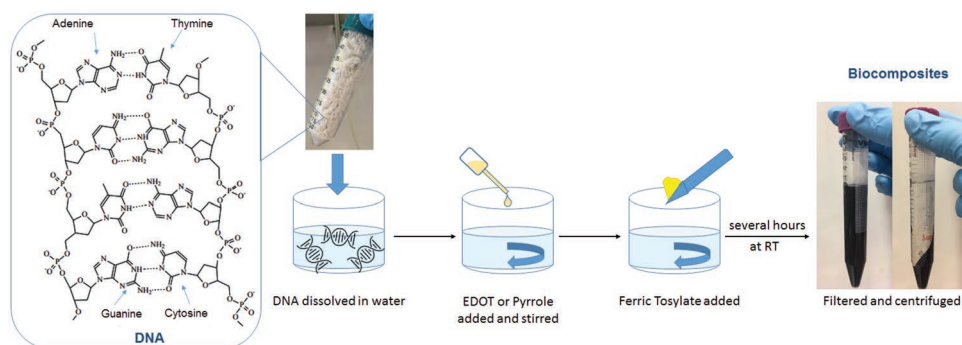 Adenine
Thymine
Guanine
Cytosine
DNA
DNA dissolved in water
EDOT or Pyrrole
added and stirred
Ferric Tosylate added
several hours
at RT
Biocomposites
Filtered and centrifuged